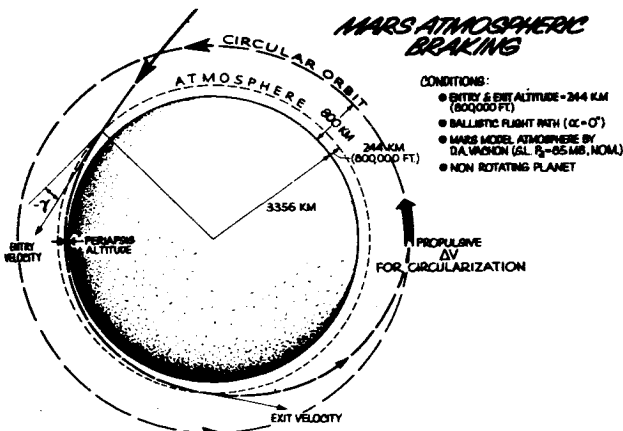 MARS ATMOSPHERIC
BRAKING
CONDITIONS:
● ENTRY & EXIT ALTITUDE = 244 KM
(800,000 FT.)
● BALLISTIC FLIGHT PATH (α = 0°)
● MARS MODEL ATMOSPHERE BY
D.A. VACHON (S.L. P₂ = 85 MB, NOM.)
● NON ROTATING PLANET
CIRCULAR ORBIT
ATMOSPHERE
800 KM
244 KM
(800,000 FT.)
3356 KM
-γ
ENTRY
VELOCITY
PERIAPSIS
ALTITUDE
PROPULSIVE
ΔV
FOR CIRCULARIZATION
EXIT VELOCITY